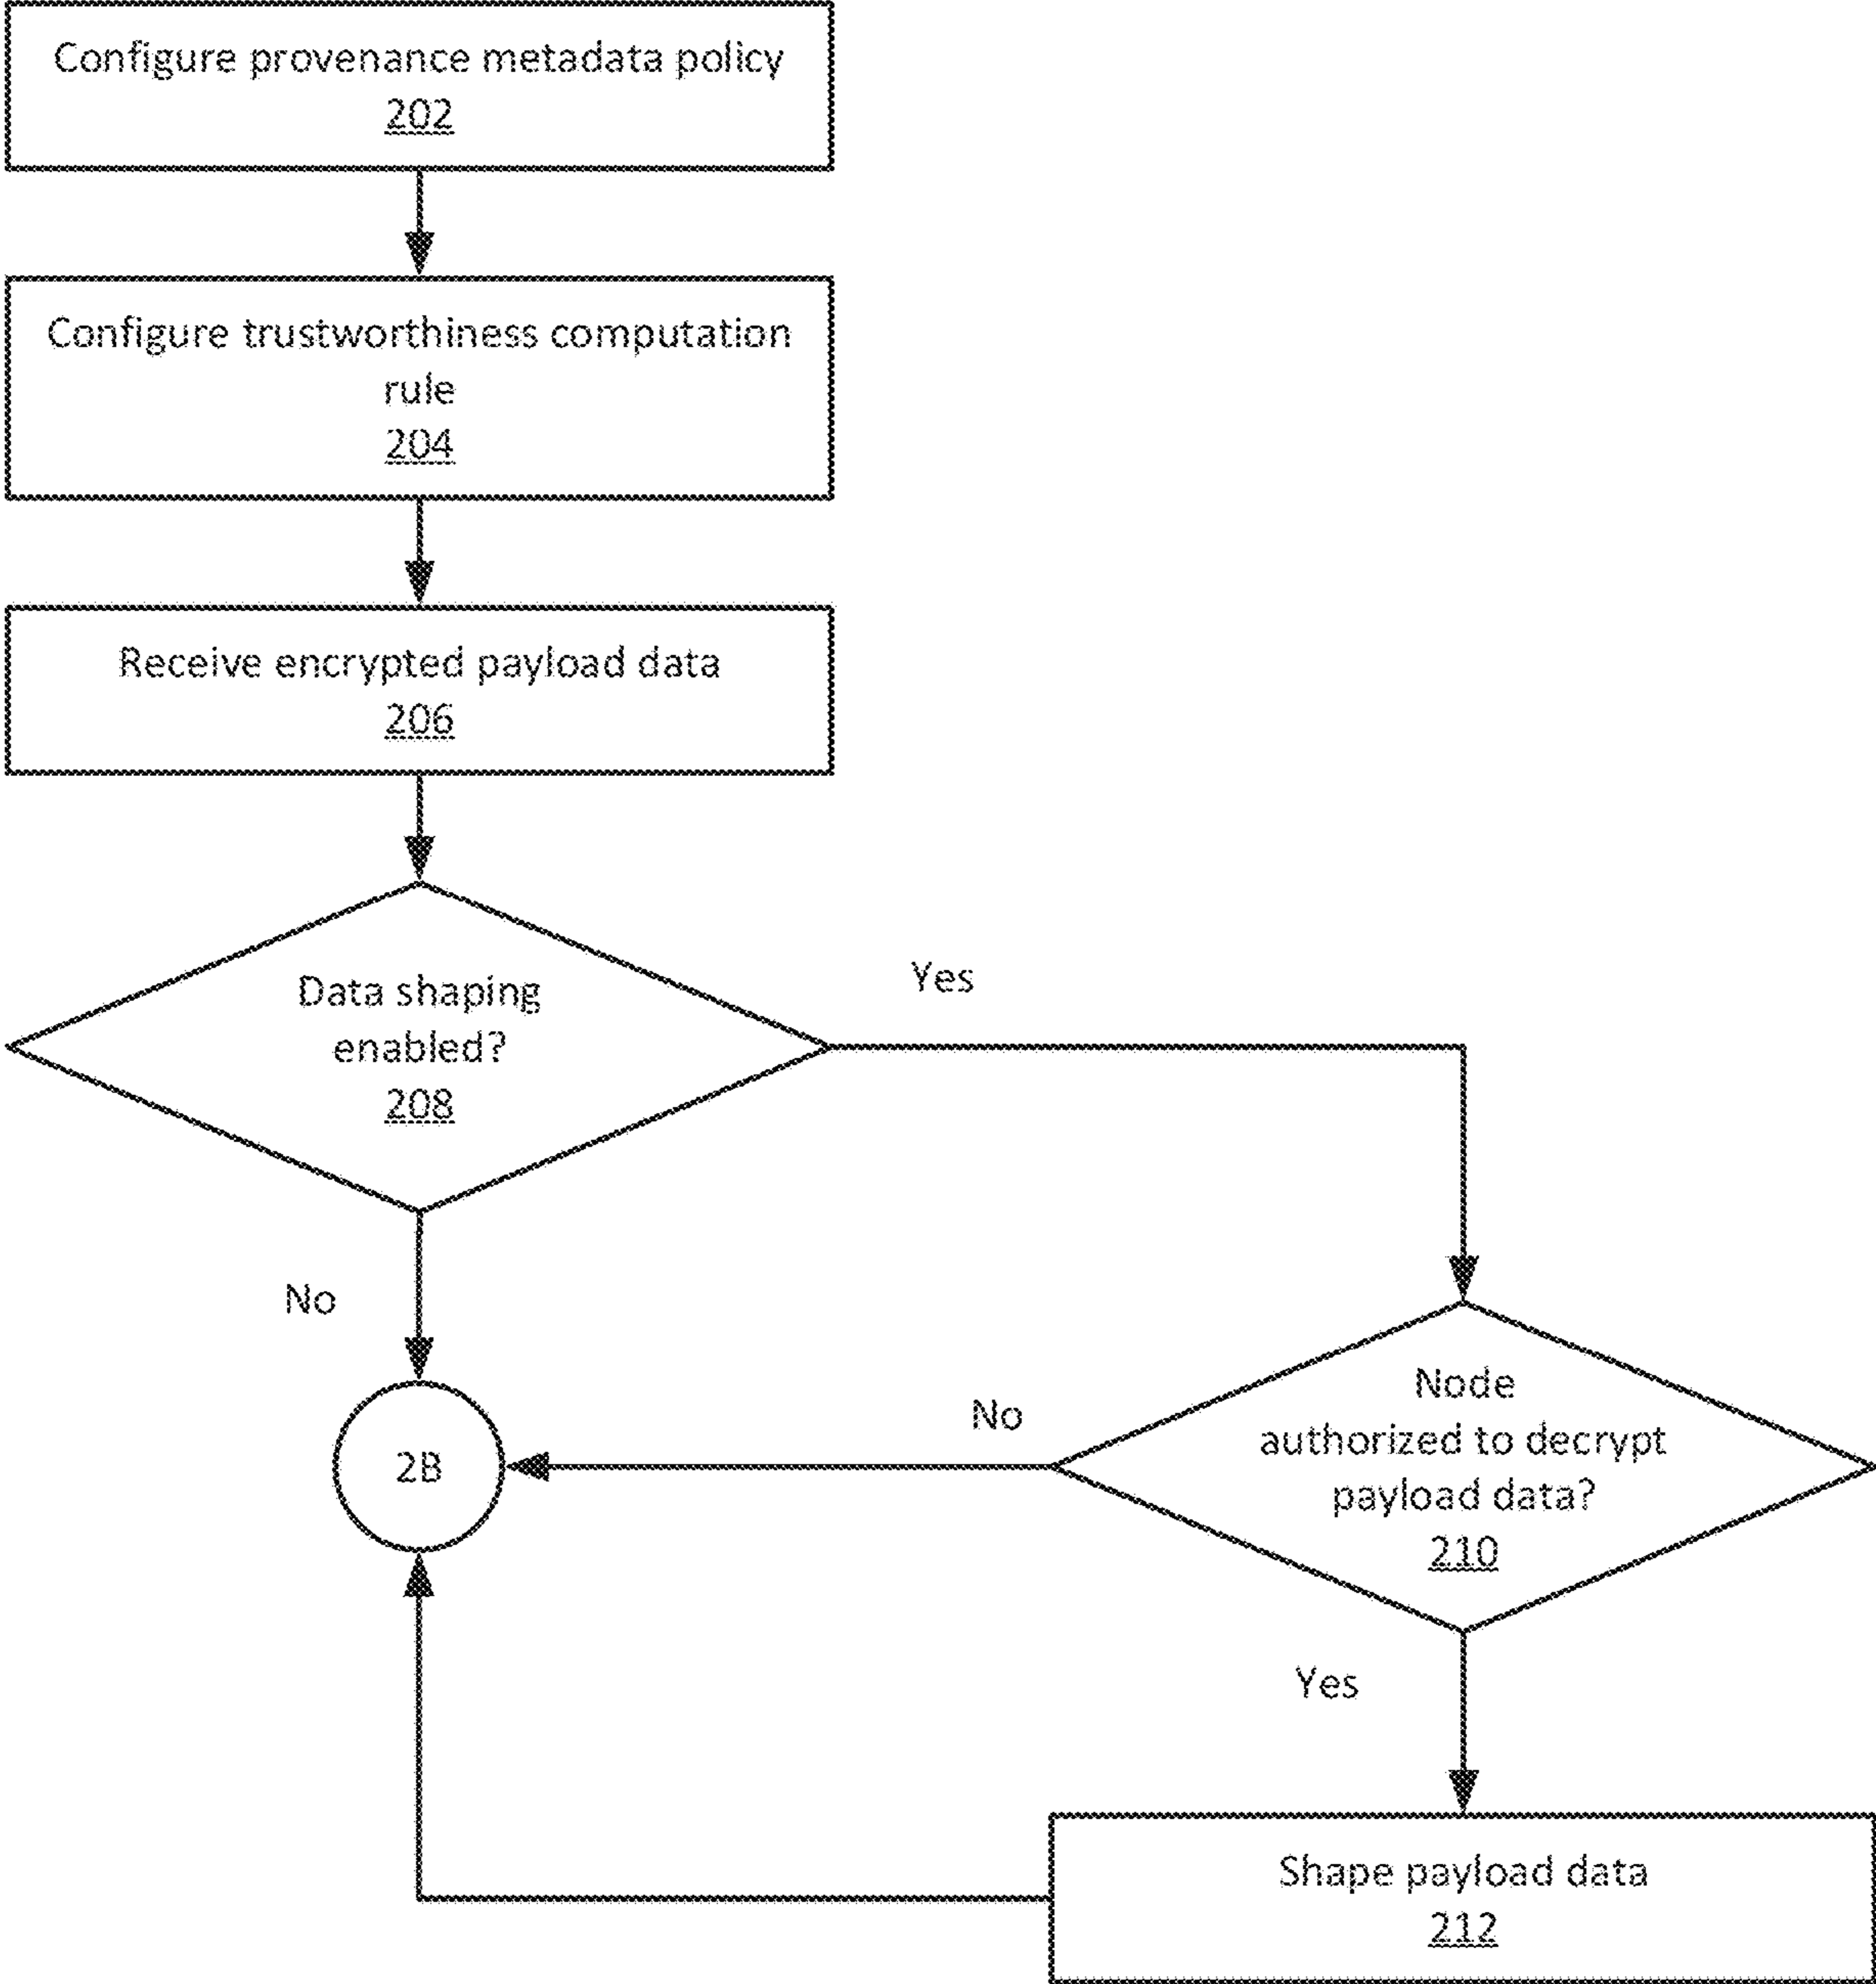 Configure provenance metadata policy
202
Configure trustworthiness computation
rule
204
Receive encrypted payload data
206
Data shaping
enabled?
208
Yes
No
2B
No
Node
authorized to decrypt
payload data?
210
Yes
Shape payload data
212